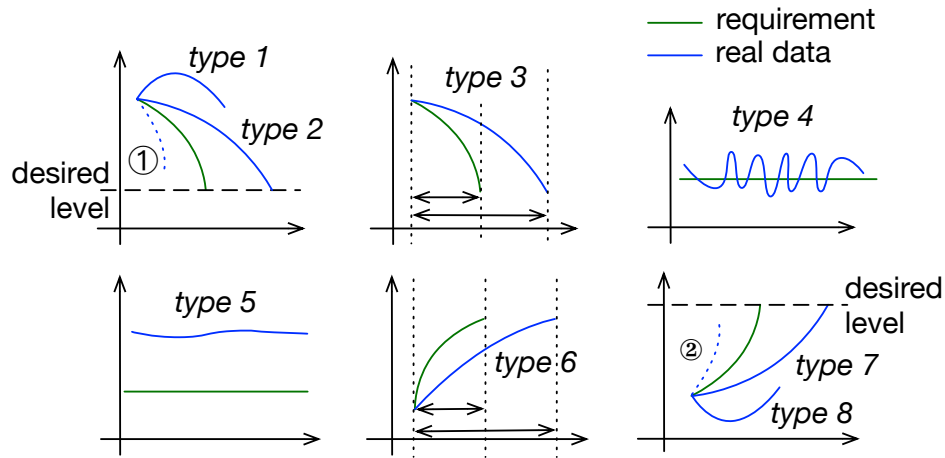 requirement
real data
type 1
type 2
①
desired
level
type 3
type 4
type 5
type 6
desired
level
②
type 7
type 8